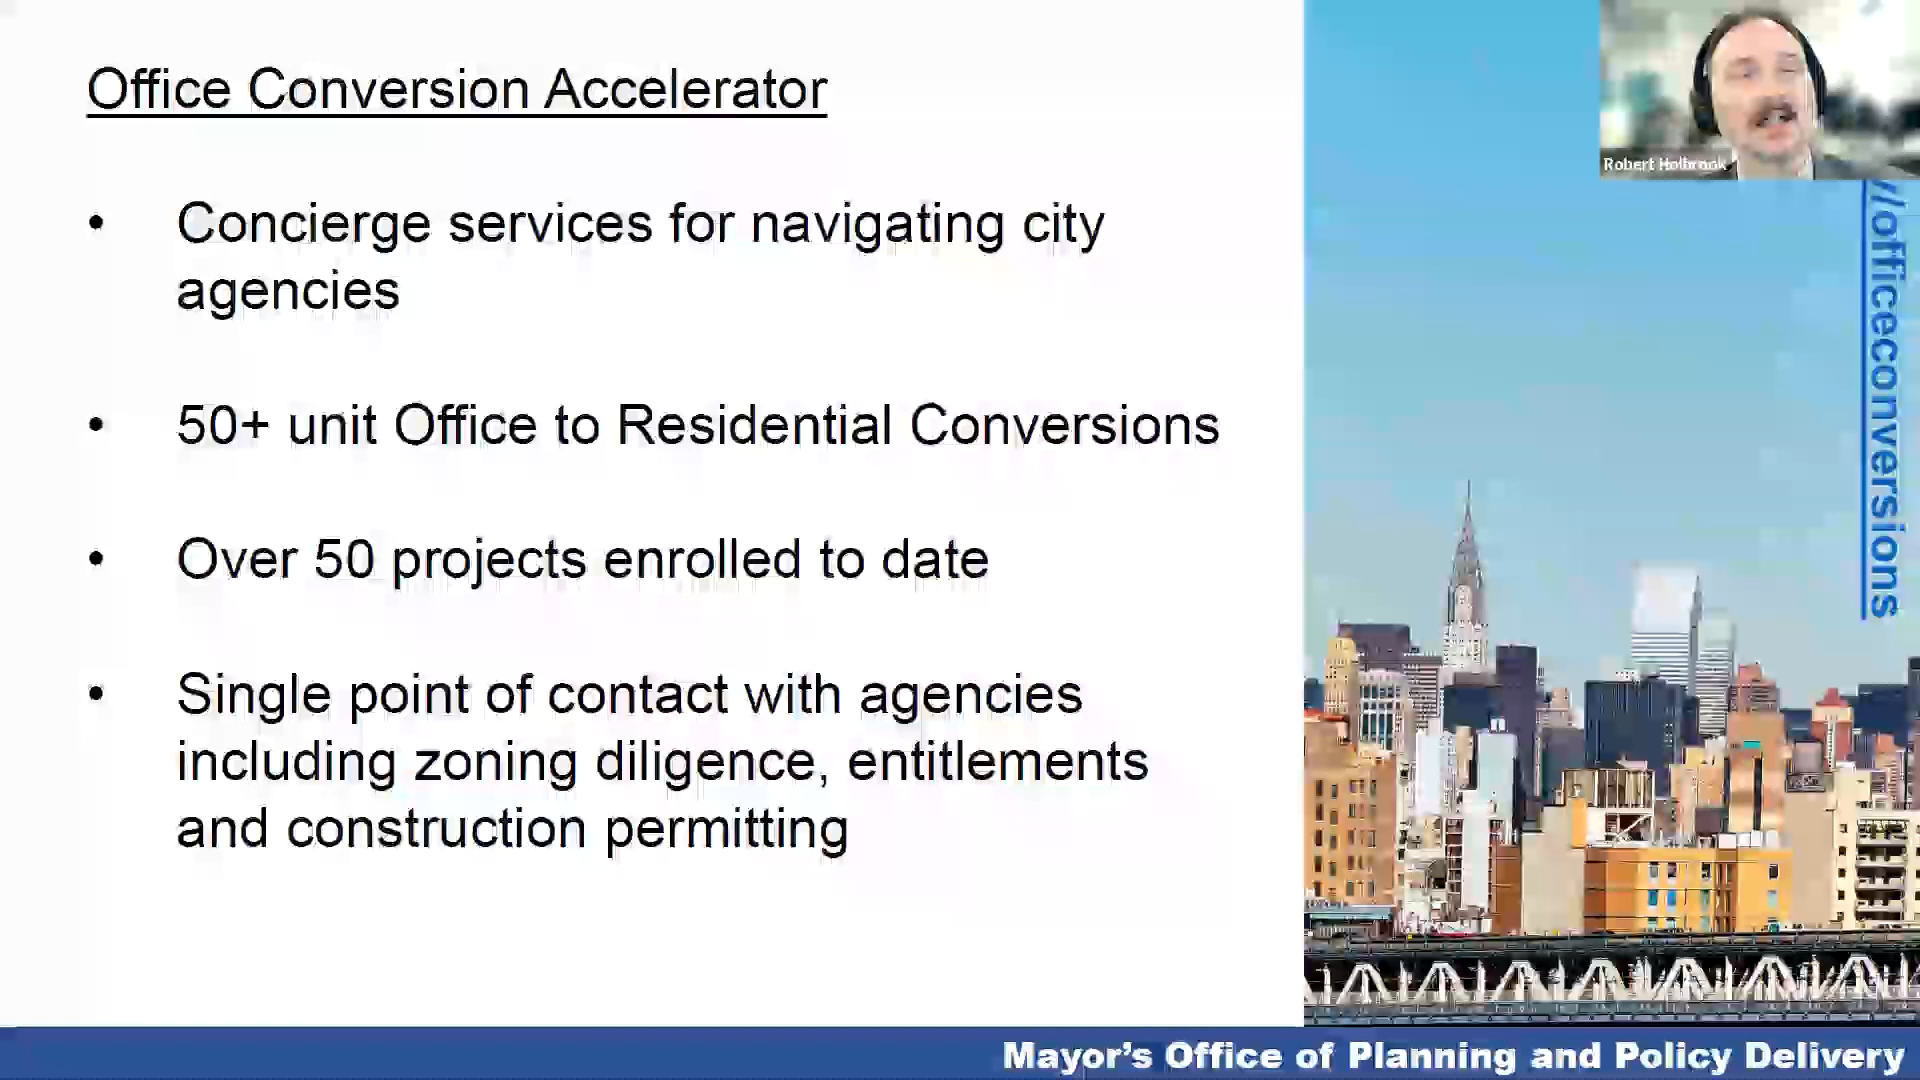 Office Conversion Accelerator
Robert Holbrook
• Concierge services for navigating city
agencies
• 50+ unit Office to Residential Conversions
• Over 50 projects enrolled to date
• Single point of contact with agencies
including zoning diligence, entitlements
and construction permitting
//officeconversions
Mayor’s Office of Planning and Policy Delivery